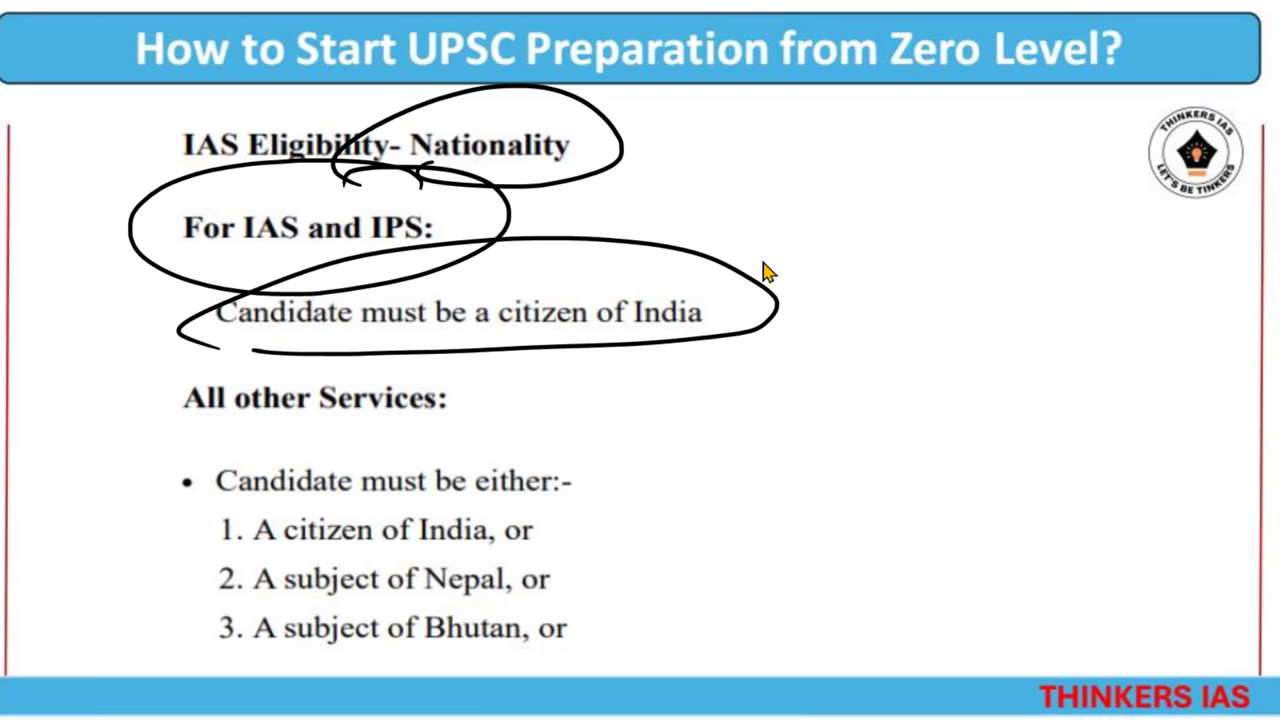 How to Start UPSC Preparation from Zero Level?
IAS Eligibility- Nationality
THINKERS IAS
LET'S BE TINKERS
For IAS and IPS:
Candidate must be a citizen of India
All other Services:
• Candidate must be either:-
1. A citizen of India, or
2. A subject of Nepal, or
3. A subject of Bhutan, or
THINKERS IAS